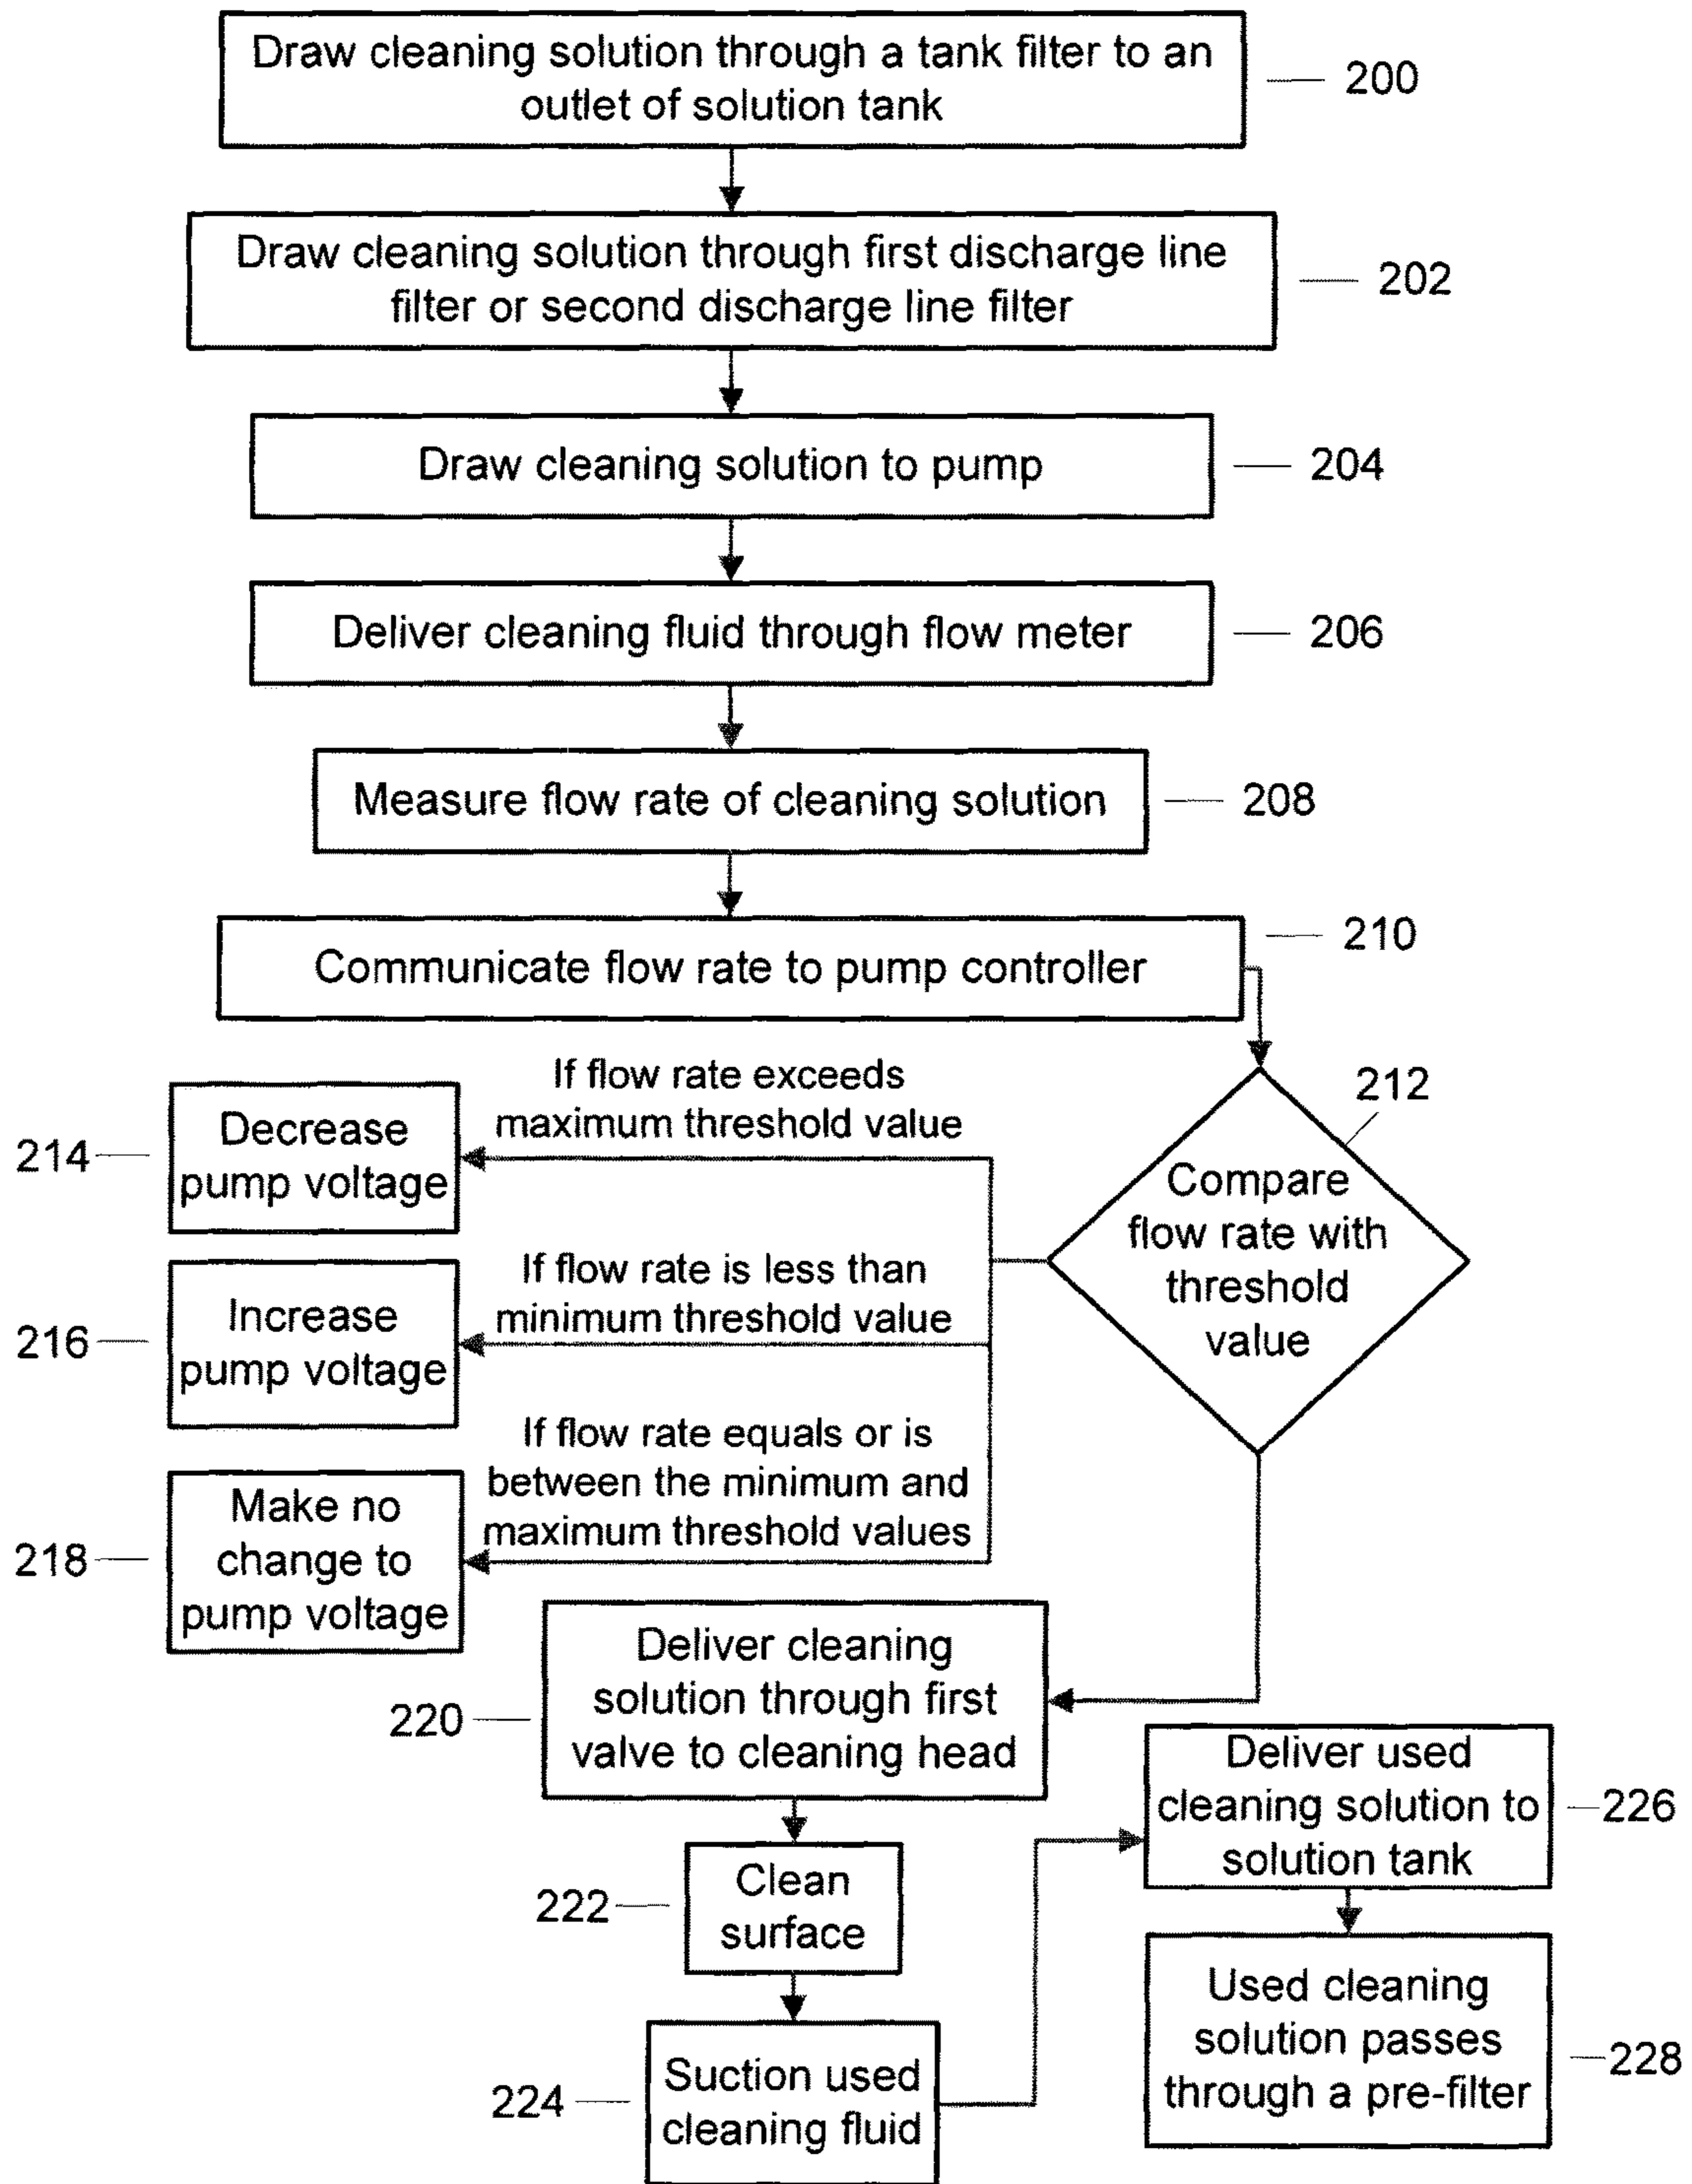 Draw cleaning solution through a tank filter to an
outlet of solution tank
200
Draw cleaning solution through first discharge line
filter or second discharge line filter
202
Draw cleaning solution to pump
204
Deliver cleaning fluid through flow meter
206
Measure flow rate of cleaning solution
208
Communicate flow rate to pump controller
210
212
Compare
flow rate with
threshold
value
If flow rate exceeds
maximum threshold value
214
Decrease
pump voltage
If flow rate is less than
minimum threshold value
216
Increase
pump voltage
If flow rate equals or is
between the minimum and
maximum threshold values
218
Make no
change to
pump voltage
220
Deliver cleaning
solution through first
valve to cleaning head
222
Clean
surface
224
Suction used
cleaning fluid
Deliver used
cleaning solution to
solution tank
226
Used cleaning
solution passes
through a pre-filter
228